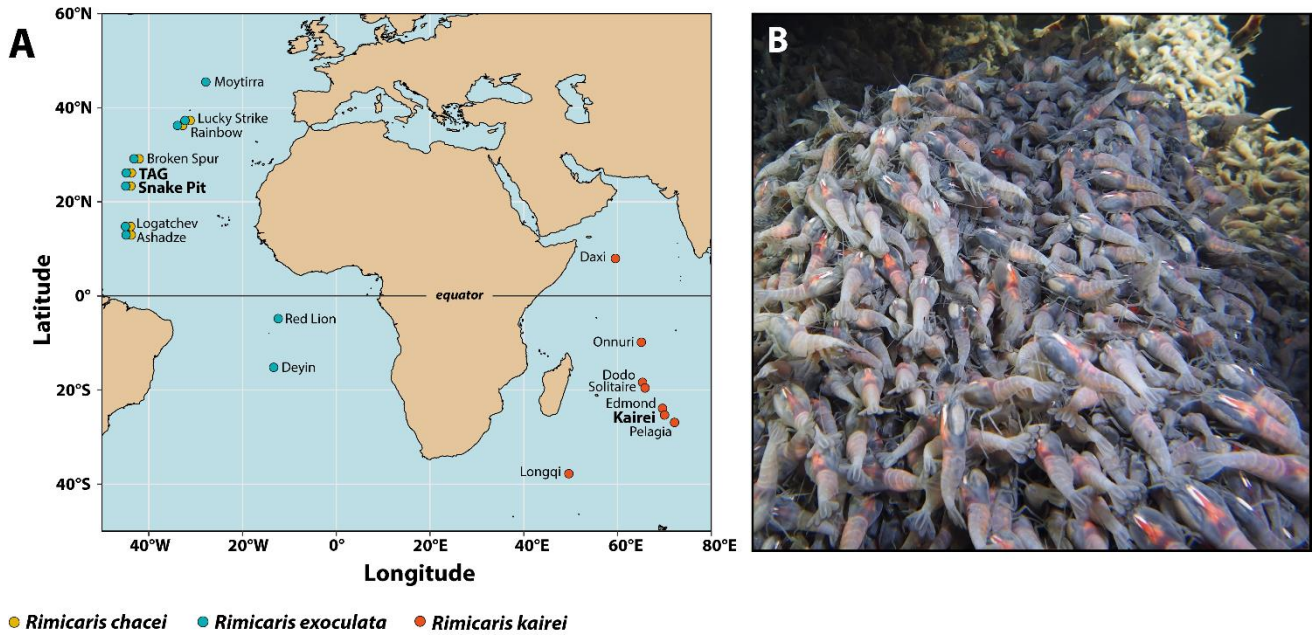 A
60°N
40°N
20°N
0°
20°S
40°S
Latitude
Moytirra
Lucky Strike
Rainbow
Broken Spur
TAG
Snake Pit
Logatchev
Ashadze
Daxi
equator
Red Lion
Onnuri
Deyin
Dodo
Solitaire
Edmond
Kairei
Pelagia
Longqi
40°W
20°W
0°
20°E
40°E
60°E
80°E
Longitude
B
Rimicaris chacei
Rimicaris exoculata
Rimicaris kairei